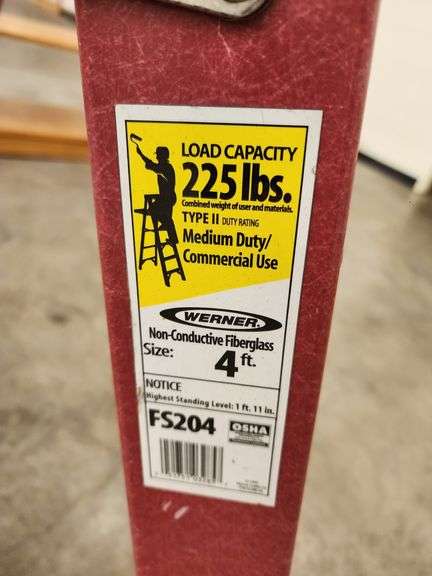 LOAD CAPACITY
225 lbs.
Combined weight of user and materials.
TYPE II DUTY RATING
Medium Duty/
Commercial Use
WERNER
Non-Conductive Fiberglass
Size: 4 ft.
NOTICE
Highest Standing Level: 1 ft. 11 in.
FS204
OSHA